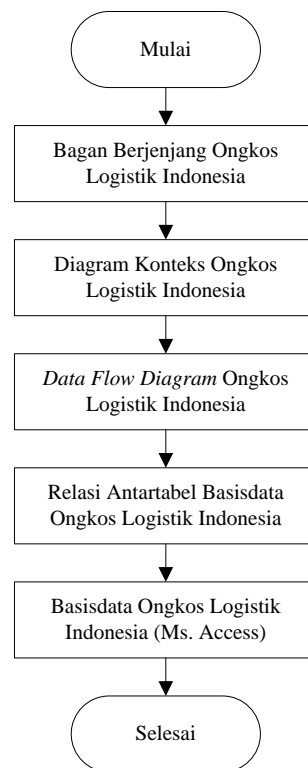 Mulai
Bagan Berjenjang Ongkos
Logistik Indonesia
Diagram Konteks Ongkos
Logistik Indonesia
Data Flow Diagram Ongkos
Logistik Indonesia
Relasi Antartabel Basisdata
Ongkos Logistik Indonesia
Basisdata Ongkos Logistik
Indonesia (Ms. Access)
Selesai